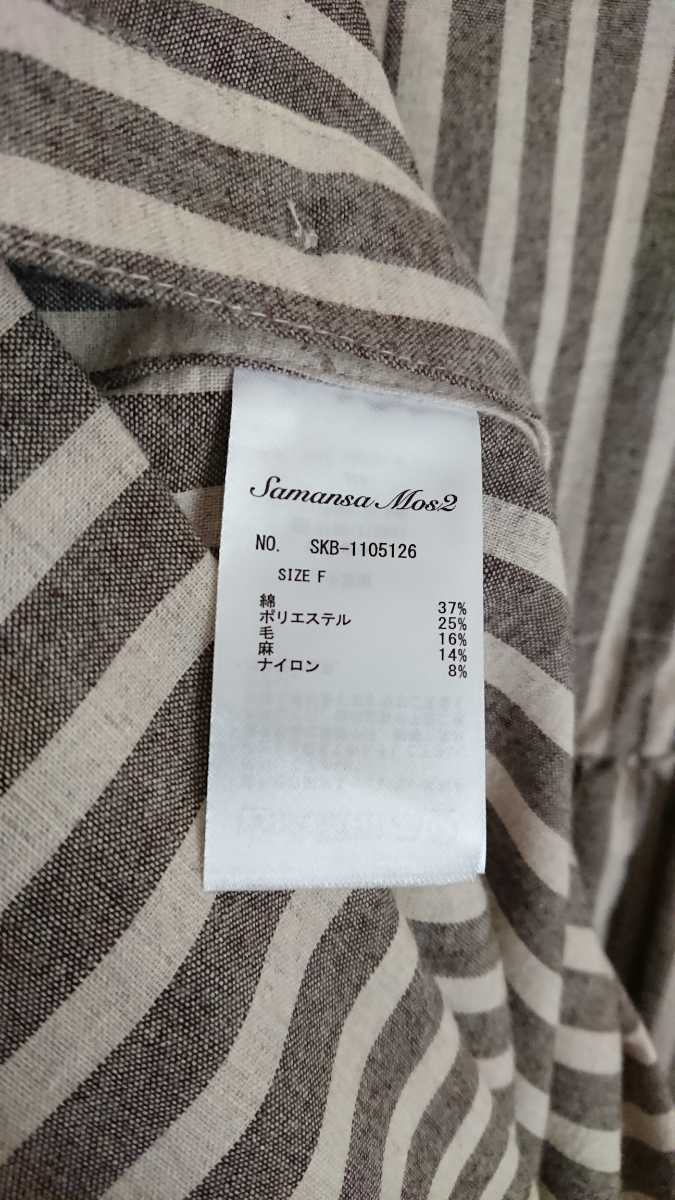 Samansa Mos2
NO. SKB-1105126
SIZE F
綿 37%
ポリエステル 25%
毛 16%
麻 14%
ナイロン 8%